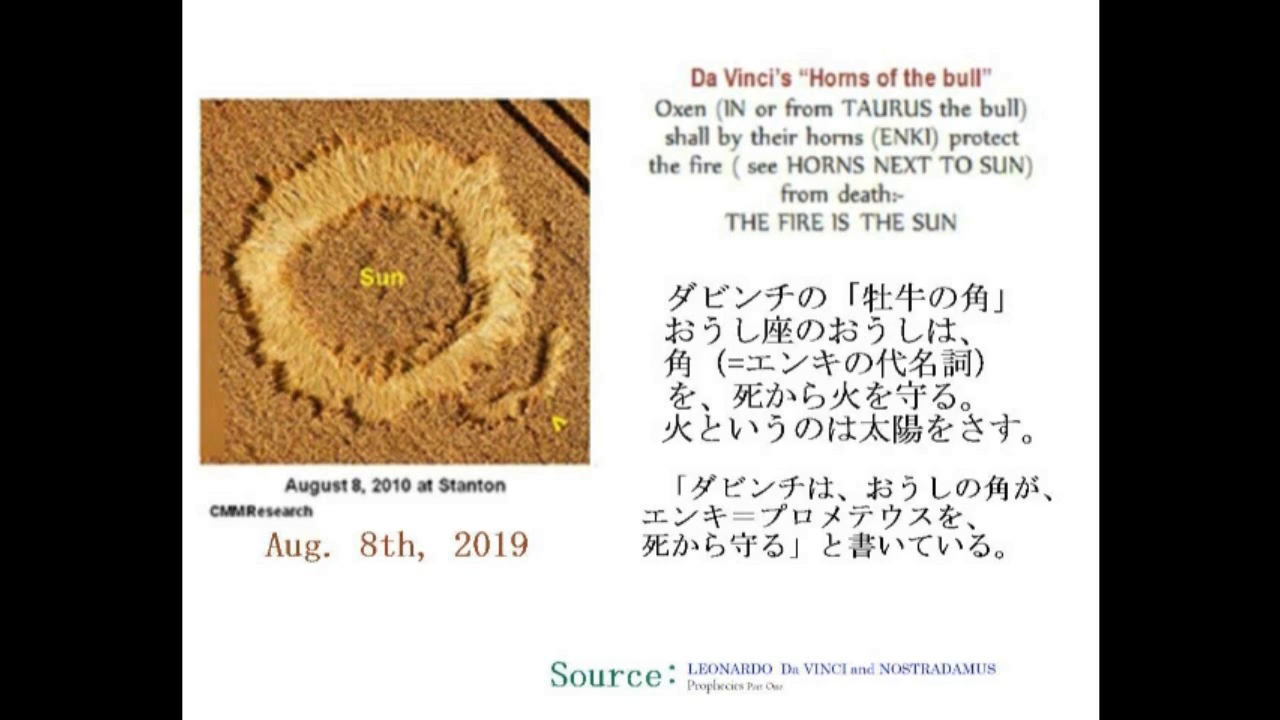 Da Vinci's "Horns of the bull"
Oxen (IN or from TAURUS the bull)
shall by their horns (ENKI) protect
the fire ( see HORNS NEXT TO SUN)
from death:-
THE FIRE IS THE SUN
Sun
<
August 8, 2010 at Stanton
CMMResearch
Aug. 8th, 2019
ダビンチの「牡牛の角」
おうし座のおうしは、
角（=エンキの代名詞）
を、死から火を守る。
火というのは太陽をさす。
「ダビンチは、おうしの角が、
エンキ＝プロメテウスを、
死から守る」と書いている。
Source: LEONARDO Da VINCI and NOSTRADAMUS
Prophecies Part One